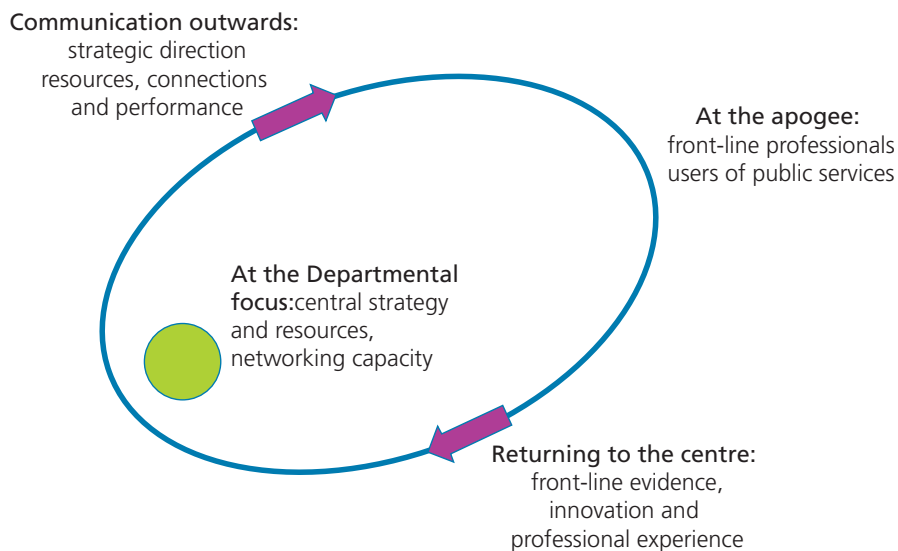 Communication outwards:
strategic direction
resources, connections
and performance
At the apogee:
front-line professionals
users of public services
At the Departmental
focus:central strategy
and resources,
networking capacity
Returning to the centre:
front-line evidence,
innovation and
professional experience